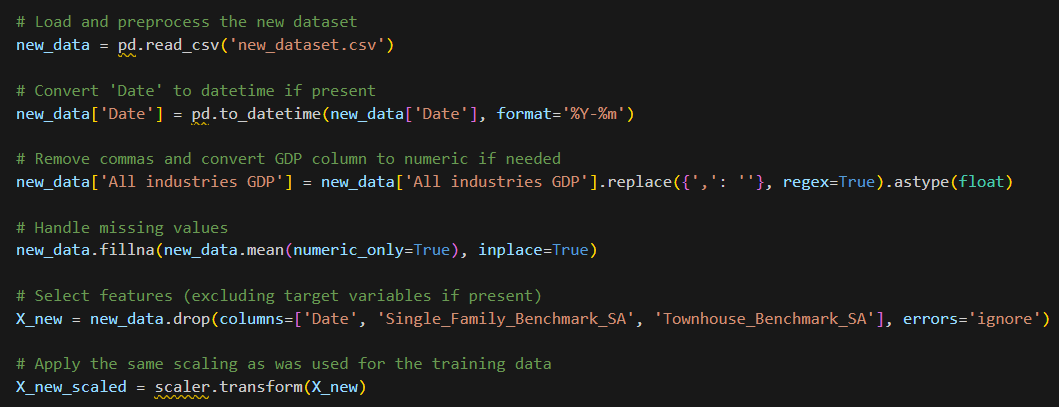 # Load and preprocess the new dataset
new_data = pd.read_csv('new_dataset.csv')
# Convert 'Date' to datetime if present
new_data['Date'] = pd.to_datetime(new_data['Date'], format='%Y-%m')
# Remove commas and convert GDP column to numeric if needed
new_data['All industries GDP'] = new_data['All industries GDP'].replace({',': ''}, regex=True).astype(float)
# Handle missing values
new_data.fillna(new_data.mean(numeric_only=True), inplace=True)
# Select features (excluding target variables if present)
X_new = new_data.drop(columns=['Date', 'Single_Family_Benchmark_SA', 'Townhouse_Benchmark_SA'], errors='ignore')
# Apply the same scaling as was used for the training data
X_new_scaled = scaler.transform(X_new)